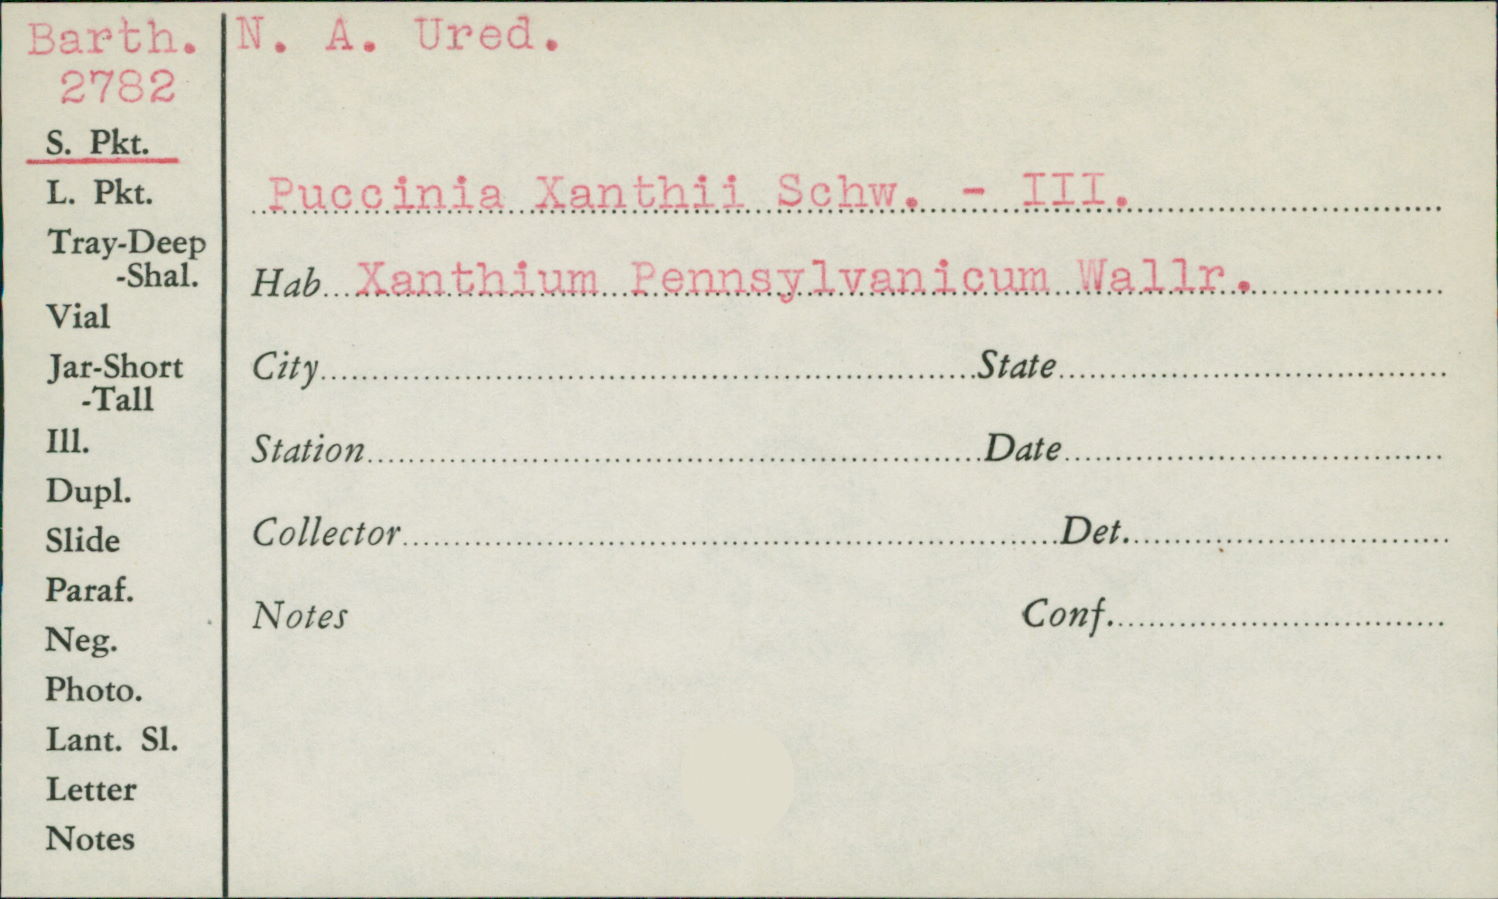 Barth. N. A. Ured.
2782
S. Pkt.
L. Pkt.
Tray-Deep
-Shal.
Vial
Jar-Short
-Tall
Ill.
Dupl.
Slide
Paraf.
Neg.
Photo.
Lant. Sl.
Letter
Notes
Puccinia Xanthii Schw. - III.
Hab Xanthium Pennsylvanicum Wallr.
City State
Station Date
Collector Det.
Notes Conf.